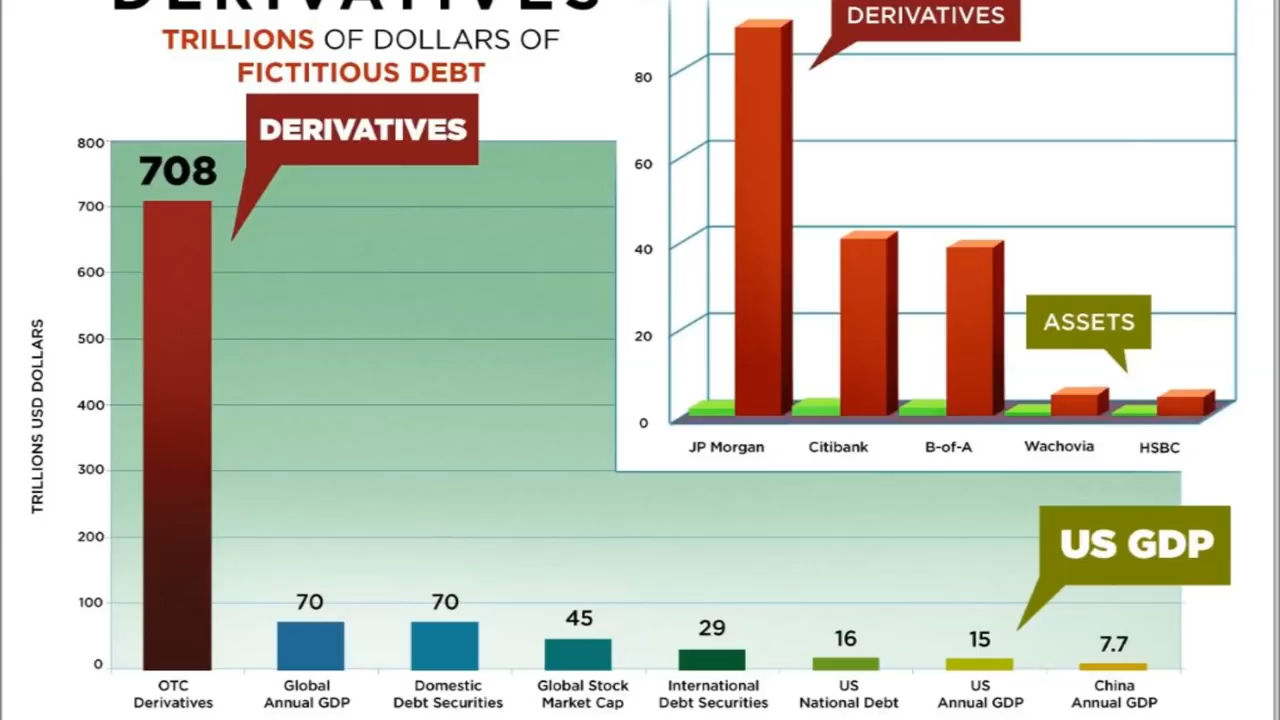 DERIVATIVES
TRILLIONS OF DOLLARS OF
FICTITIOUS DEBT
DERIVATIVES
800
708
700
600
500
400
300
200
100
0
TRILLIONS USD DOLLARS
70
70
45
29
16
15
7.7
OTC
Derivatives
Global
Annual GDP
Domestic
Debt Securities
Global Stock
Market Cap
International
Debt Securities
US
National Debt
US
Annual GDP
China
Annual GDP
US GDP
DERIVATIVES
80
60
40
20
0
ASSETS
JP Morgan
Citibank
B-of-A
Wachovia
HSBC